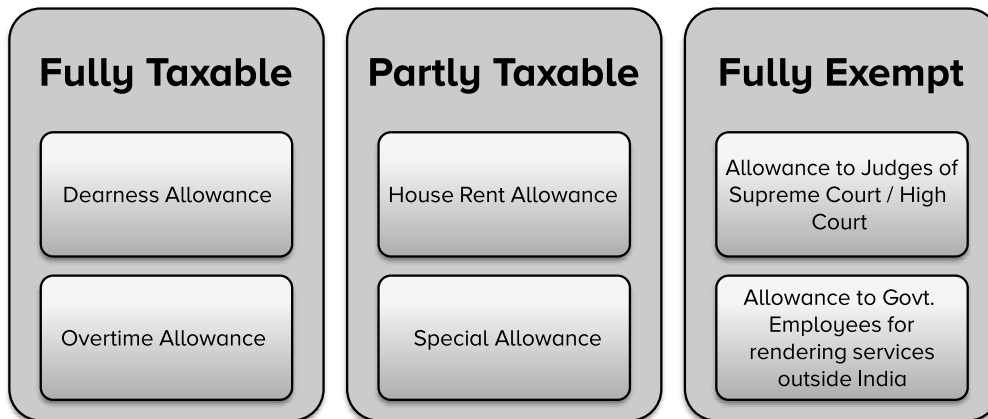 Fully Taxable
Dearness Allowance
Overtime Allowance
Partly Taxable
House Rent Allowance
Special Allowance
Fully Exempt
Allowance to Judges of
Supreme Court / High
Court
Allowance to Govt.
Employees for
rendering services
outside India